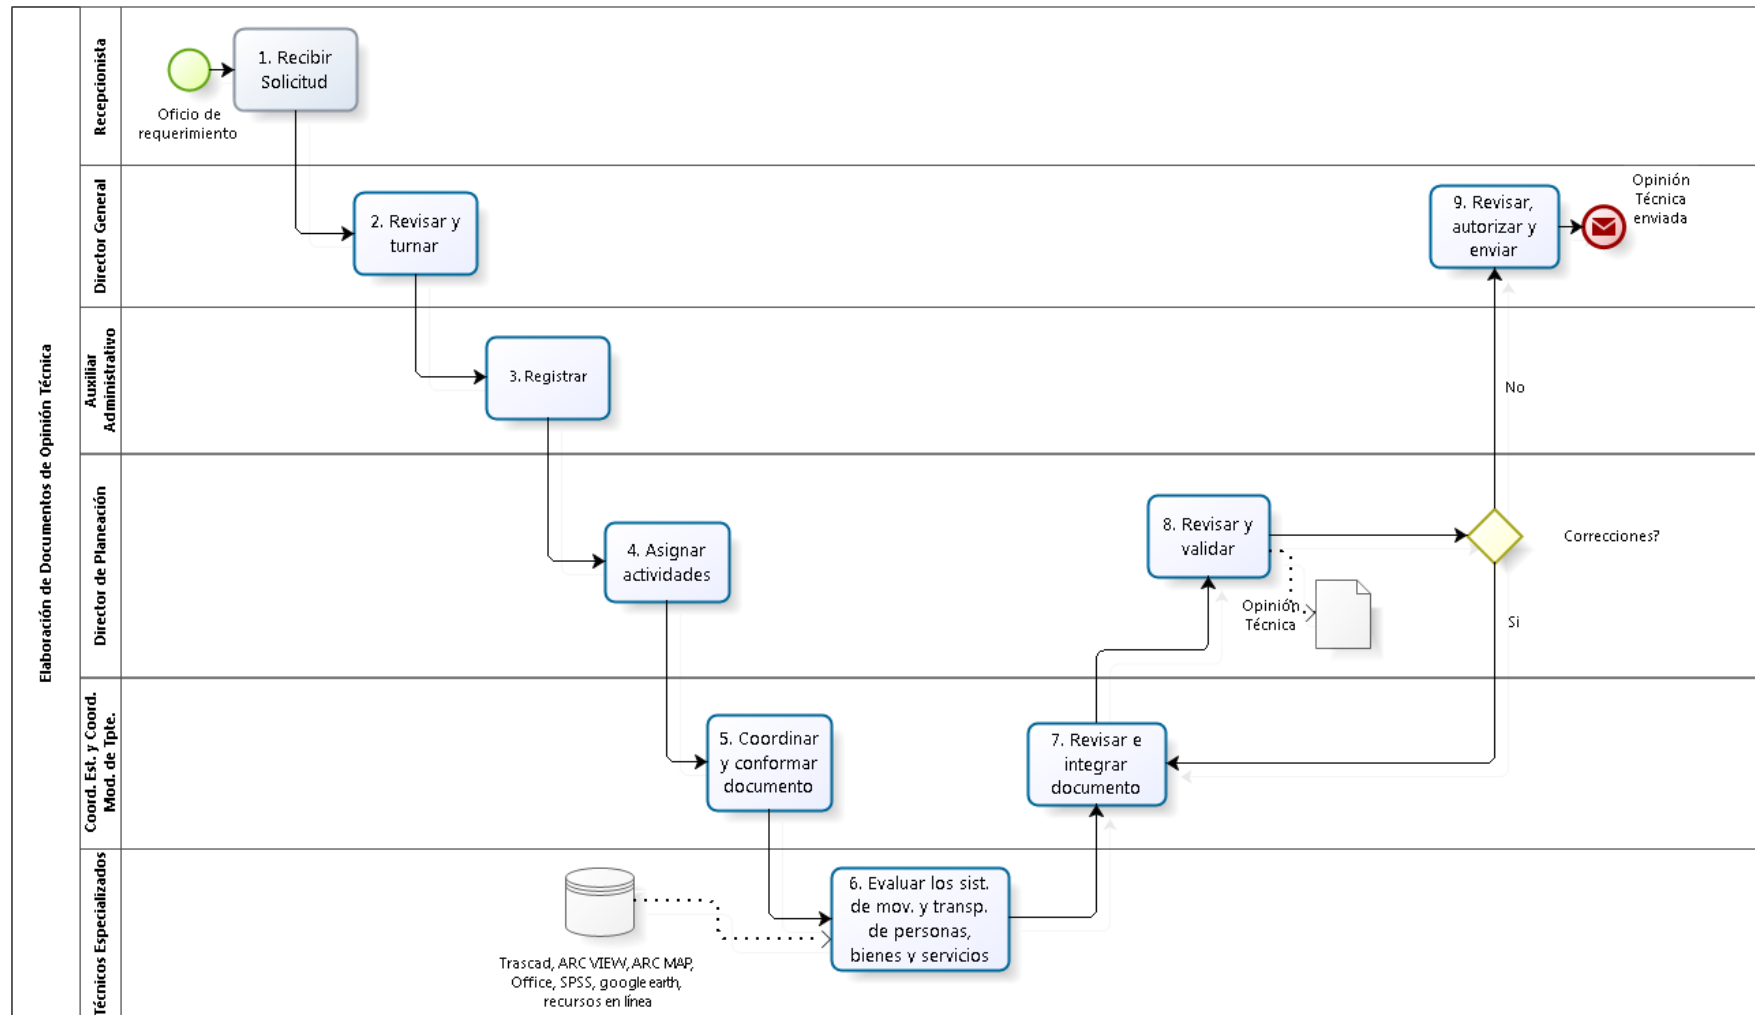 Elaboración de Documentos de Opinión Técnica
Recepcionista
Oficio de
requerimiento
1. Recibir
Solicitud
Director General
2. Revisar y
turnar
9. Revisar,
autorizar y
enviar
Opinión
Técnica
enviada
Auxiliar
Administrativo
3. Registrar
No
Director de Planeación
4. Asignar
actividades
8. Revisar y
validar
Opinión
Técnica
Correcciones?
Si
Coord. Est. y Coord.
Mod. de Tpte.
5. Coordinar
y conformar
documento
7. Revisar e
integrar
documento
Técnicos Especializados
Trascad, ARC VIEW, ARC MAP,
Office, SPSS, google earth,
recursos en línea
6. Evaluar los sist.
de mov. y transp.
de personas,
bienes y servicios